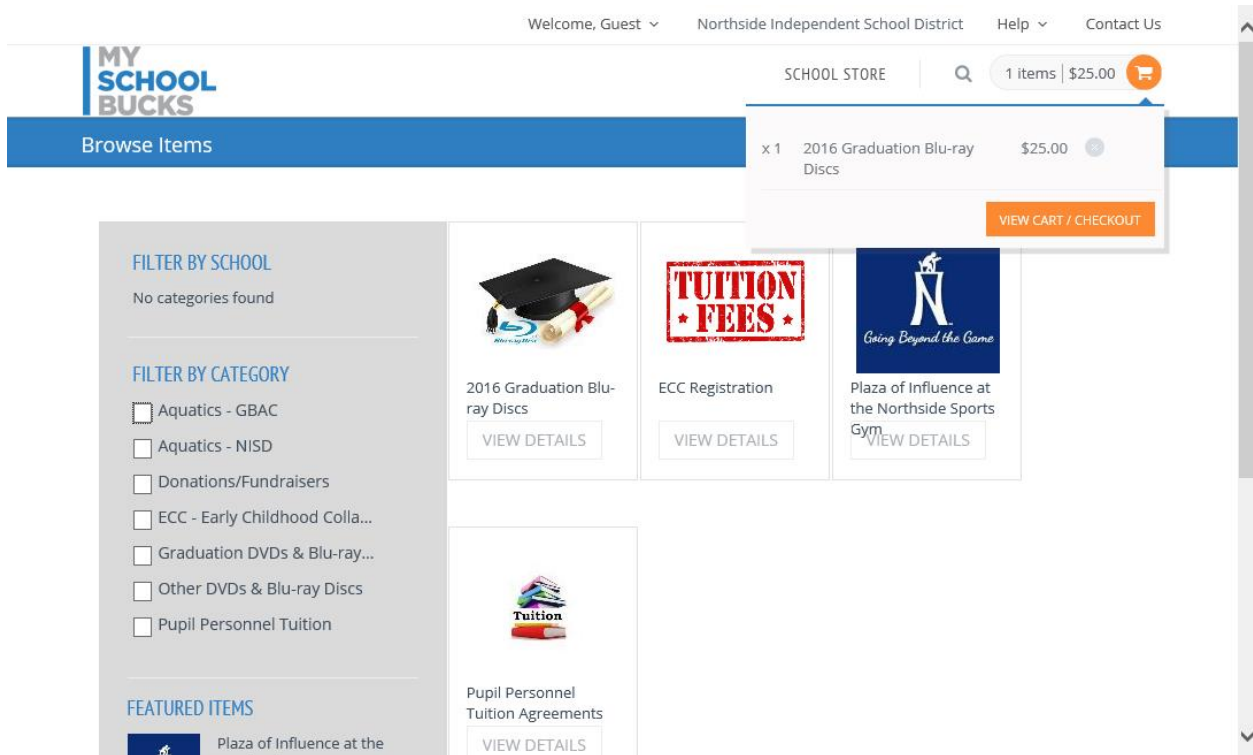 Welcome, Guest
Northside Independent School District
Help
Contact Us
MY
SCHOOL
BUCKS
SCHOOL STORE
1 items | $25.00
Browse Items
x 1 2016 Graduation Blu-ray $25.00
Discs
VIEW CART / CHECKOUT
FILTER BY SCHOOL
No categories found
FILTER BY CATEGORY
Aquatics - GBAC
Aquatics - NISD
Donations/Fundraisers
ECC - Early Childhood Colla...
Graduation DVDs & Blu-ray...
Other DVDs & Blu-ray Discs
Pupil Personnel Tuition
FEATURED ITEMS
Plaza of Influence at the
Blu-ray Disc
2016 Graduation Blu-
ray Discs
VIEW DETAILS
TUITION
FEES
ECC Registration
VIEW DETAILS
N
Going Beyond the Game
Plaza of Influence at
the Northside Sports
Gym
VIEW DETAILS
Tuition
Pupil Personnel
Tuition Agreements
VIEW DETAILS